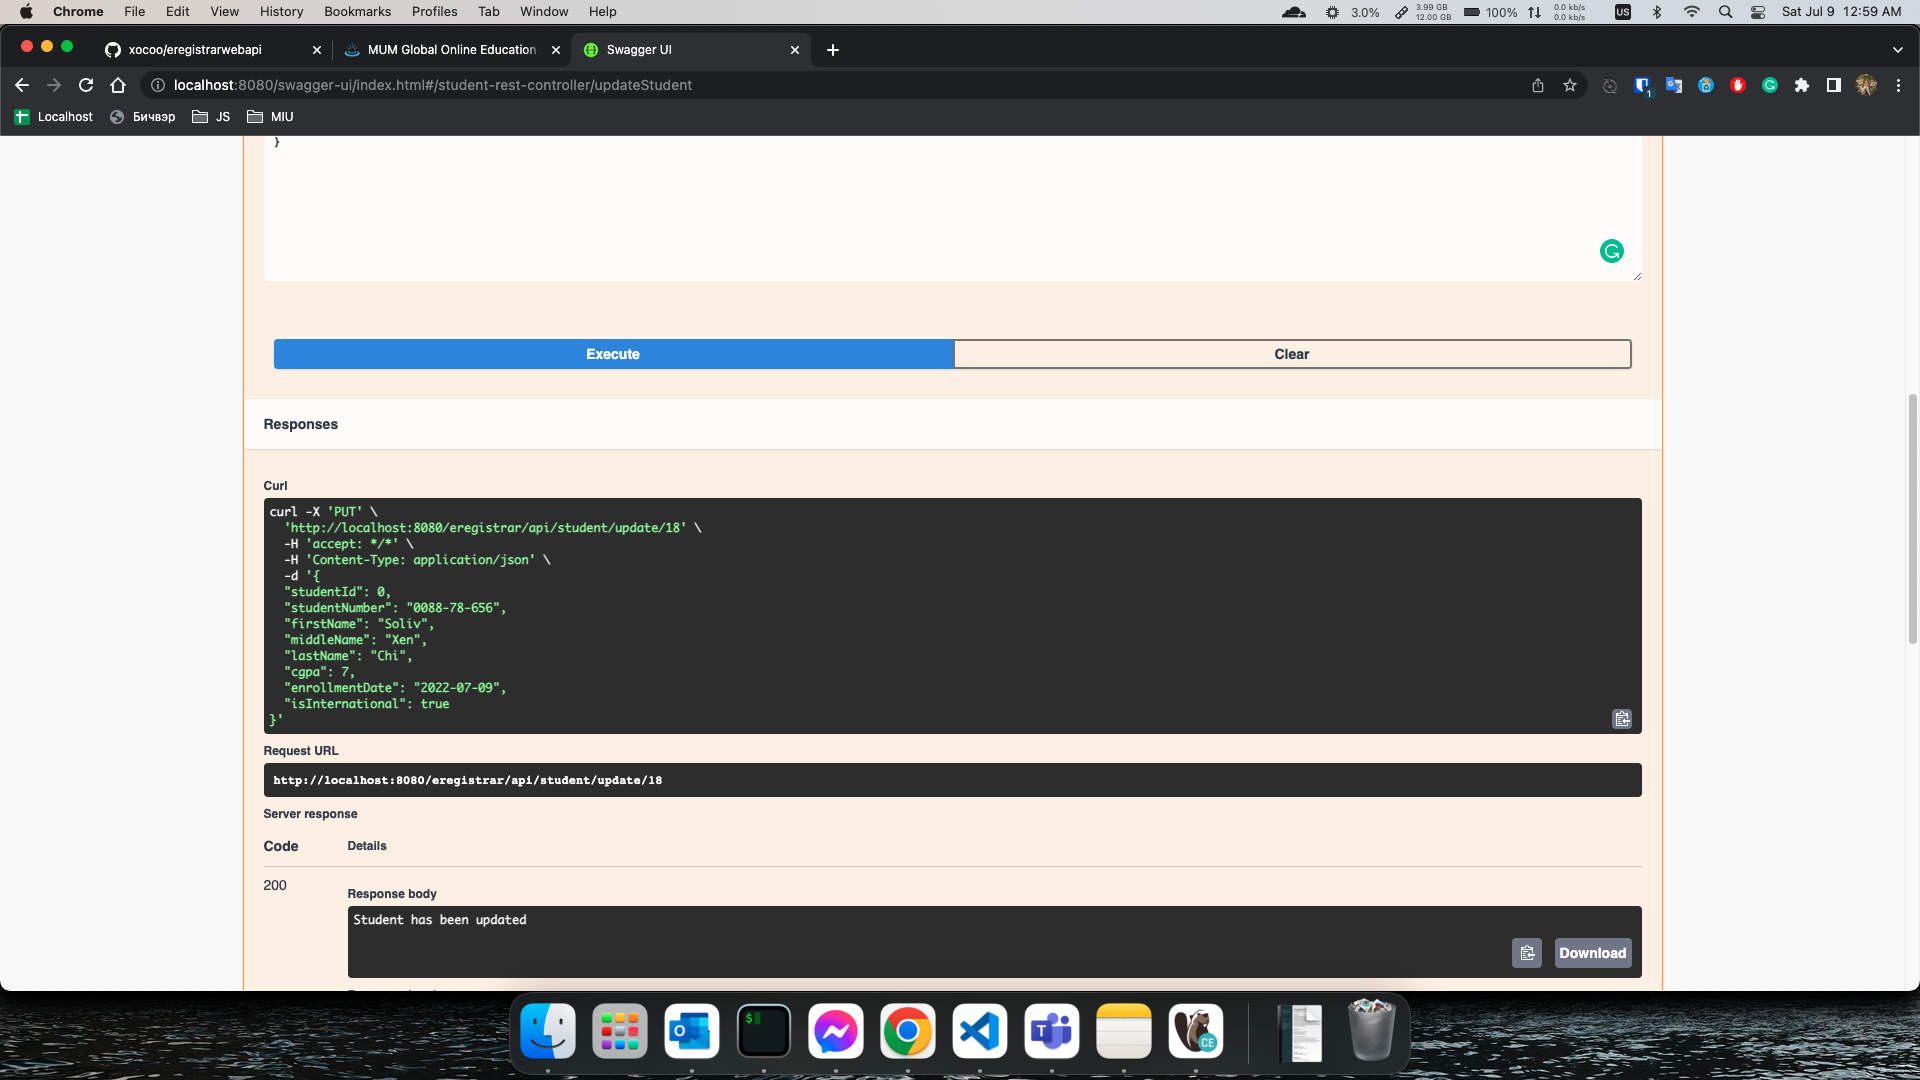 Chrome File Edit View History Bookmarks Profiles Tab Window Help 3.0% 3.99 GB 12.00 GB 100% 0.0 kb/s 0.0 kb/s US Sat Jul 9 12:59 AM
xocoo/eregistrarwebapi MUM Global Online Education Swagger UI
localhost:8080/swagger-ui/index.html#/student-rest-controller/updateStudent 1
Localhost Бичвэр JS MIU
}
Execute Clear
Responses
Curl
curl -X 'PUT' \
'http://localhost:8080/eregistrar/api/student/update/18' \
-H 'accept: */*' \
-H 'Content-Type: application/json' \
-d '{
"studentId": 0,
"studentNumber": "0088-78-656",
"firstName": "Soliv",
"middleName": "Xen",
"lastName": "Chi",
"cgpa": 7,
"enrollmentDate": "2022-07-09",
"isInternational": true
}'
Request URL
http://localhost:8080/eregistrar/api/student/update/18
Server response
Code Details
200
Response body
Student has been updated
Download
$ CE